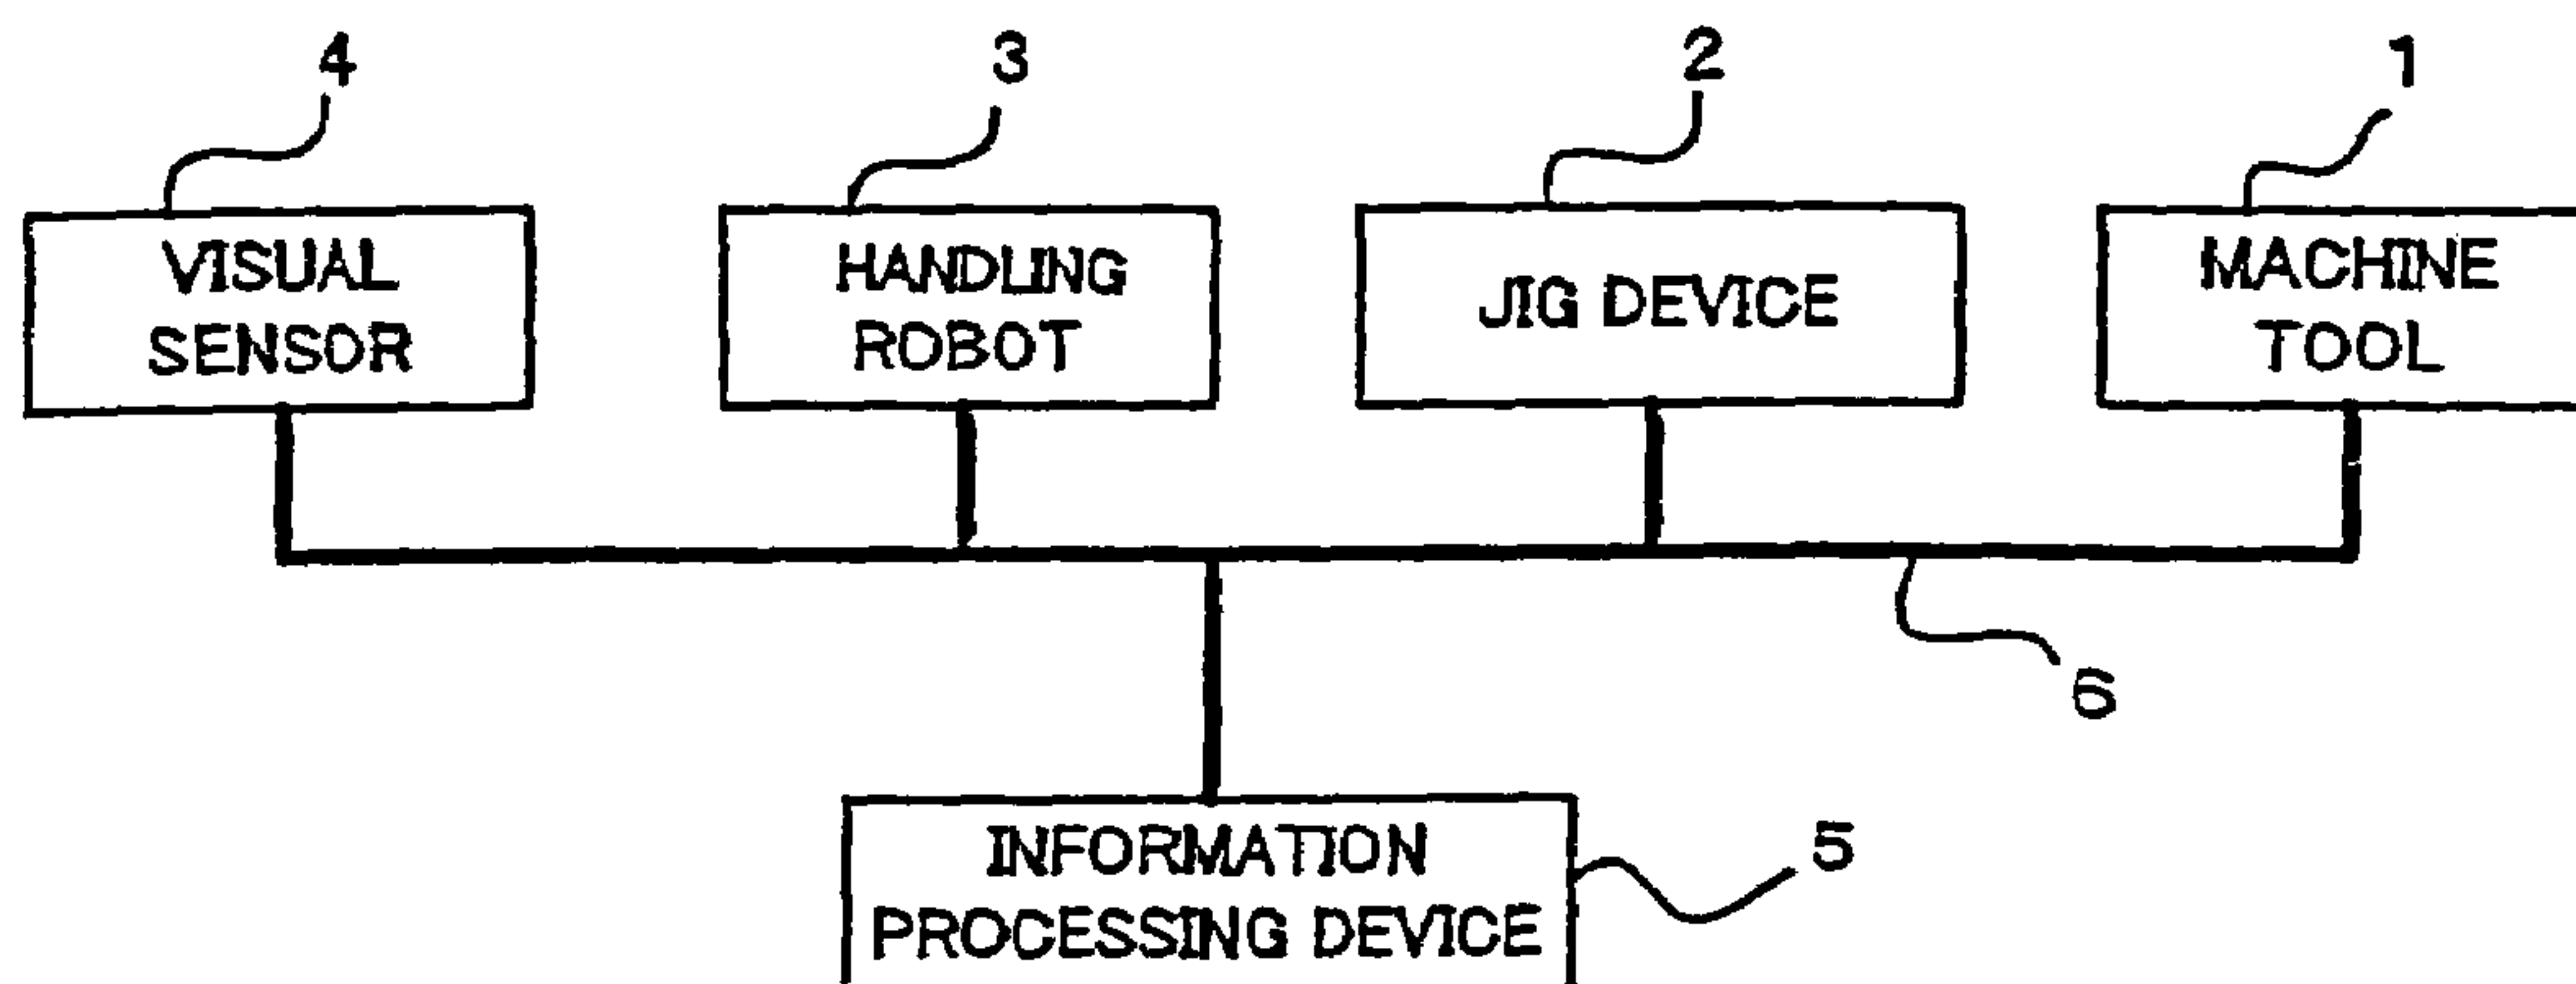 4 3 2 1
VISUAL
SENSOR
HANDLING
ROBOT
JIG DEVICE
MACHINE
TOOL
6
INFORMATION
PROCESSING DEVICE
5